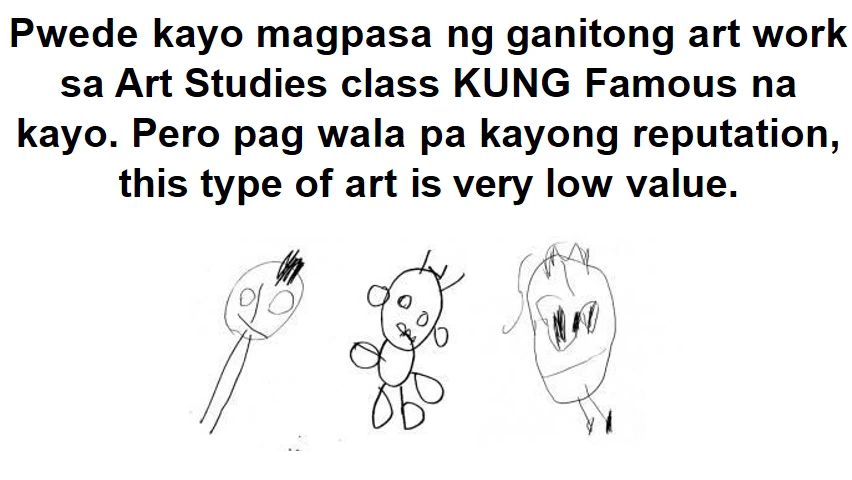 Pwede kayo magpasa ng ganitong art work
sa Art Studies class KUNG Famous na
kayo. Pero pag wala pa kayong reputation,
this type of art is very low value.